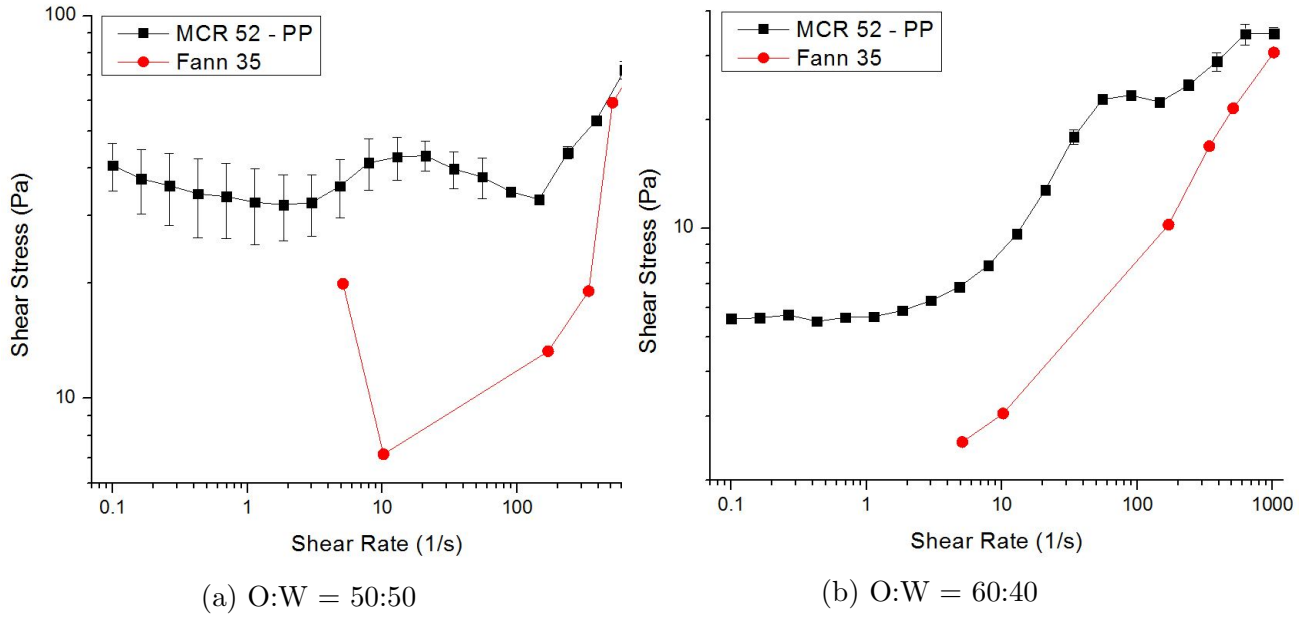 100
MCR 52 - PP
Fann 35
Shear Stress (Pa)
10
0.1
1
10
100
Shear Rate (1/s)
(a) O:W = 50:50
MCR 52 - PP
Fann 35
Shear Stress (Pa)
10
0.1
1
10
100
1000
Shear Rate (1/s)
(b) O:W = 60:40